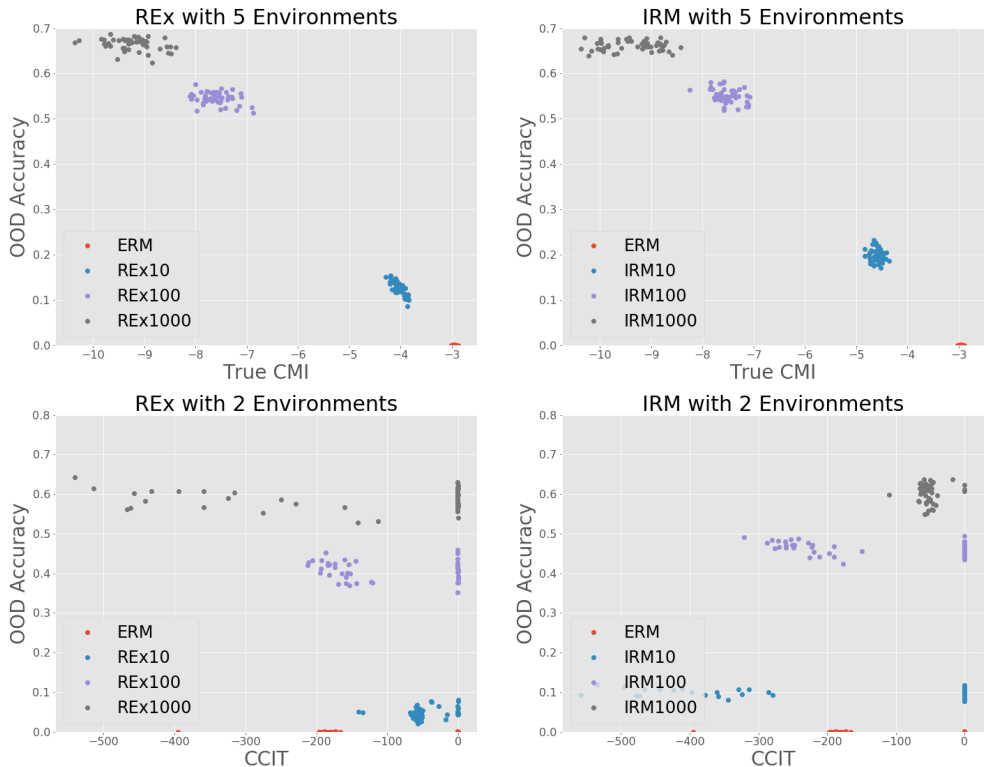 REx with 5 Environments
OOD Accuracy
0.7
0.6
0.5
0.4
0.3
0.2
0.1
0.0
ERM
REx10
REx100
REx1000
−10
−9
−8
−7
−6
−5
−4
−3
True CMI
IRM with 5 Environments
OOD Accuracy
0.7
0.6
0.5
0.4
0.3
0.2
0.1
0.0
ERM
IRM10
IRM100
IRM1000
−10
−9
−8
−7
−6
−5
−4
−3
True CMI
REx with 2 Environments
OOD Accuracy
0.8
0.7
0.6
0.5
0.4
0.3
0.2
0.1
0.0
ERM
REx10
REx100
REx1000
−500
−400
−300
−200
−100
0
CCIT
IRM with 2 Environments
OOD Accuracy
0.8
0.7
0.6
0.5
0.4
0.3
0.2
0.1
0.0
ERM
IRM10
IRM100
IRM1000
−500
−400
−300
−200
−100
0
CCIT